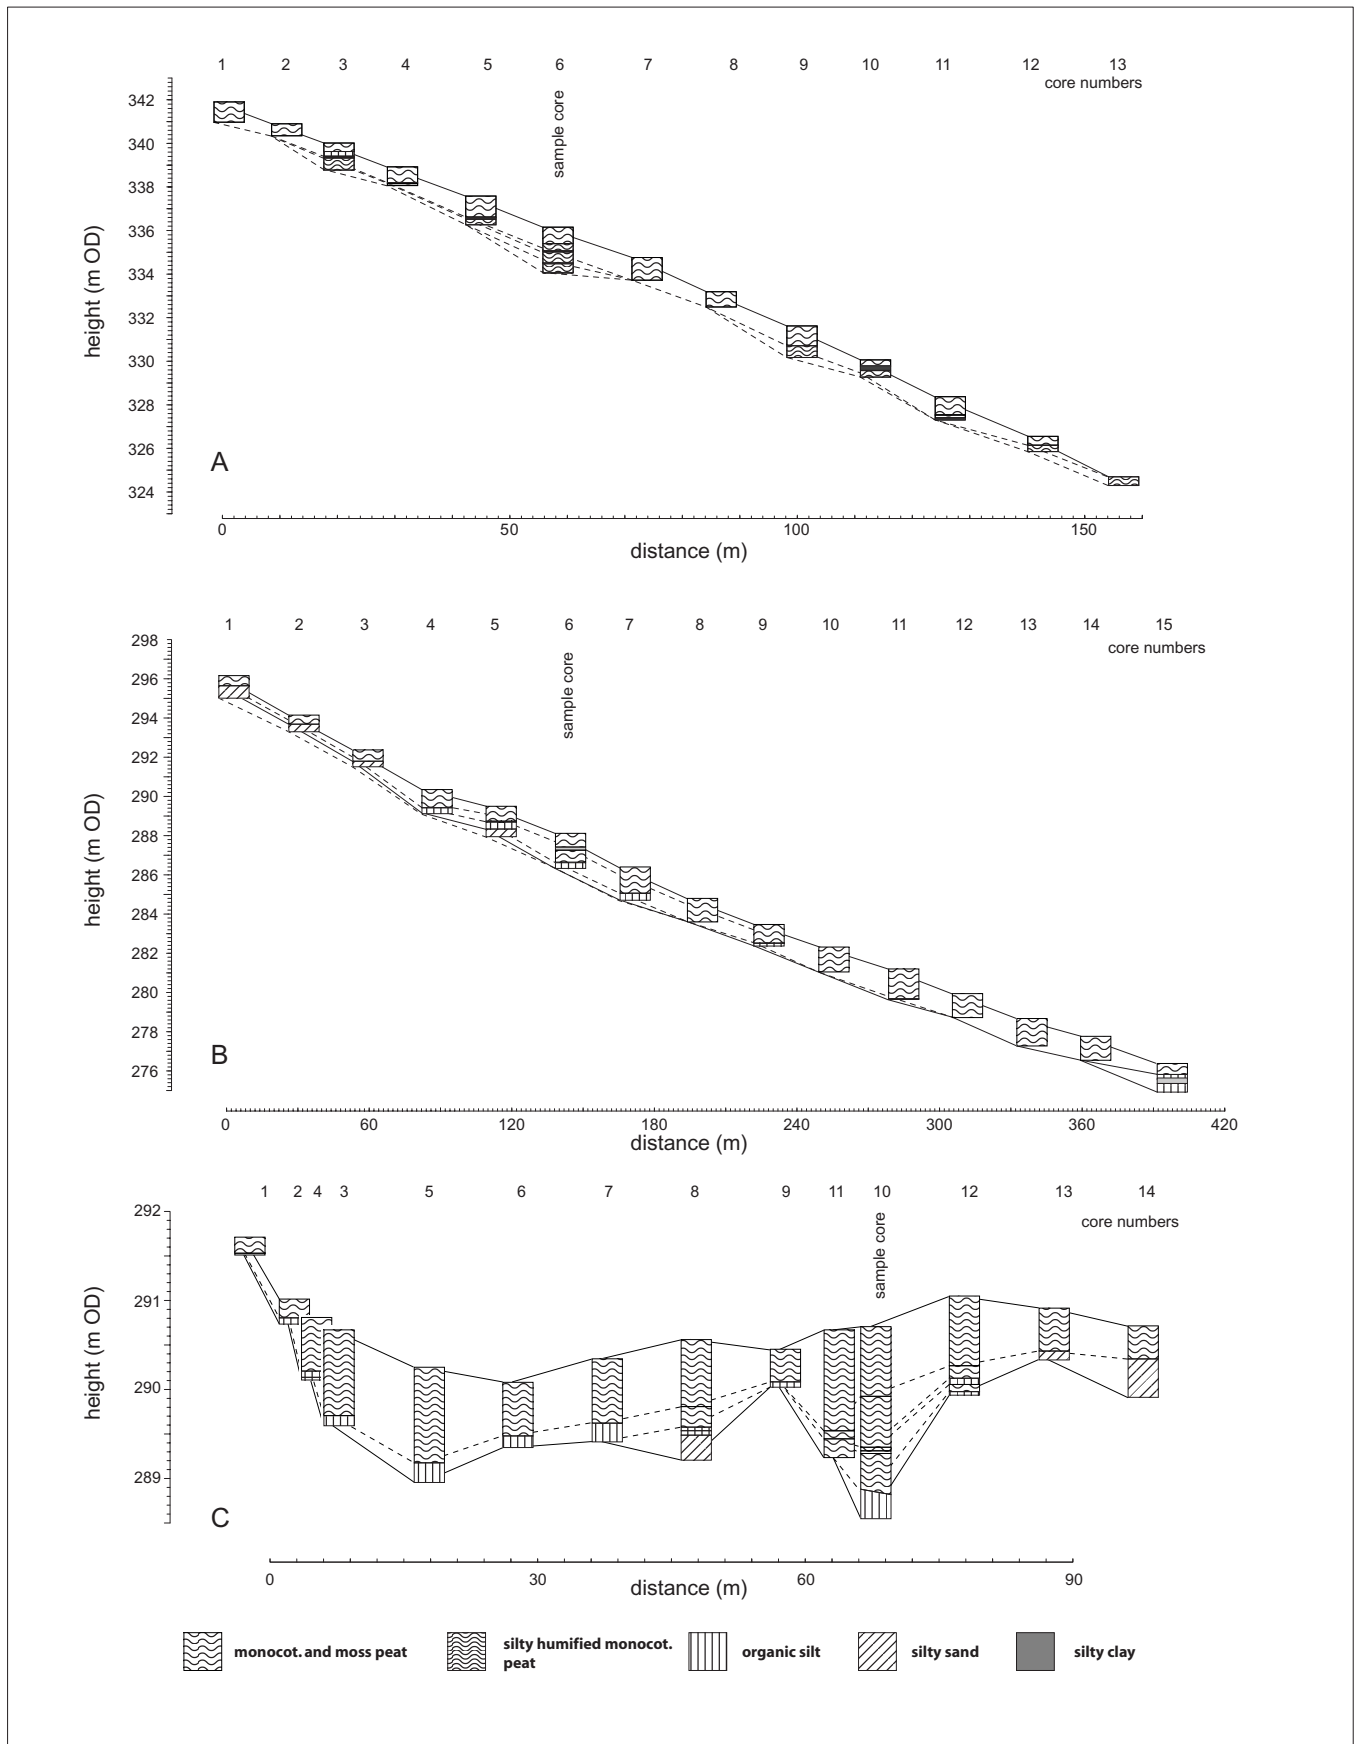 1 2 3 4 5 6 7 8 9 10 11 12 13
core numbers
sample core
342
340
338
336
334
332
330
328
326
324
height (m OD)
A
0 50 100 150
distance (m)
1 2 3 4 5 6 7 8 9 10 11 12 13 14 15
core numbers
sample core
298
296
294
292
290
288
286
284
282
280
278
276
height (m OD)
B
0 60 120 180 240 300 360 420
distance (m)
1 2 4 3 5 6 7 8 9 11 10 12 13 14
core numbers
sample core
292
291
290
289
height (m OD)
C
0 30 60 90
distance (m)
monocot. and moss peat
silty humified monocot.
peat
organic silt
silty sand
silty clay